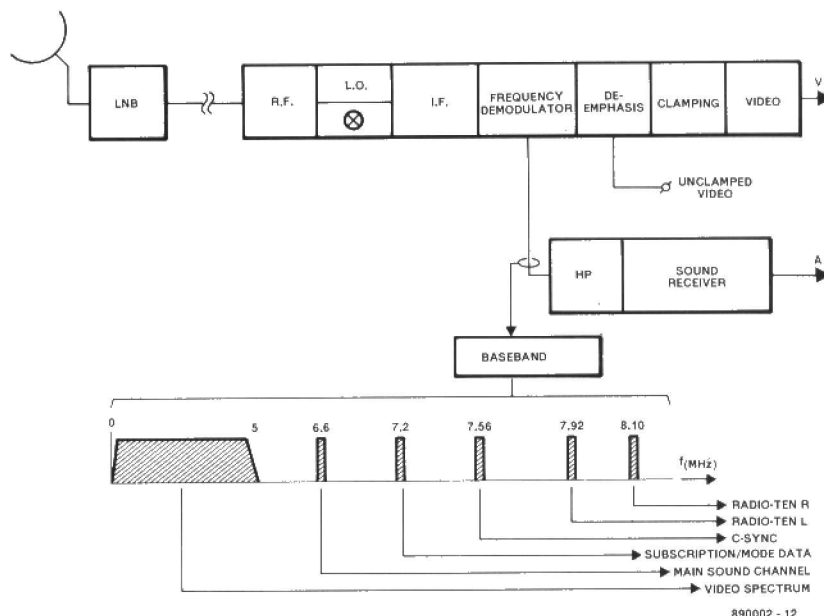 LNB
R.F.
L.O.
I.F.
FREQUENCY
DEMODULATOR
DE-
EMPHASIS
CLAMPING
VIDEO
V
UNCLAMPED
VIDEO
HP
SOUND
RECEIVER
A
BASEBAND
0
5
6.6
7.2
7.56
7.92
8.10
f(MHz)
RADIO-TEN R
RADIO-TEN L
C-SYNC
SUBSCRIPTION/MODE DATA
MAIN SOUND CHANNEL
VIDEO SPECTRUM
890002 - 12